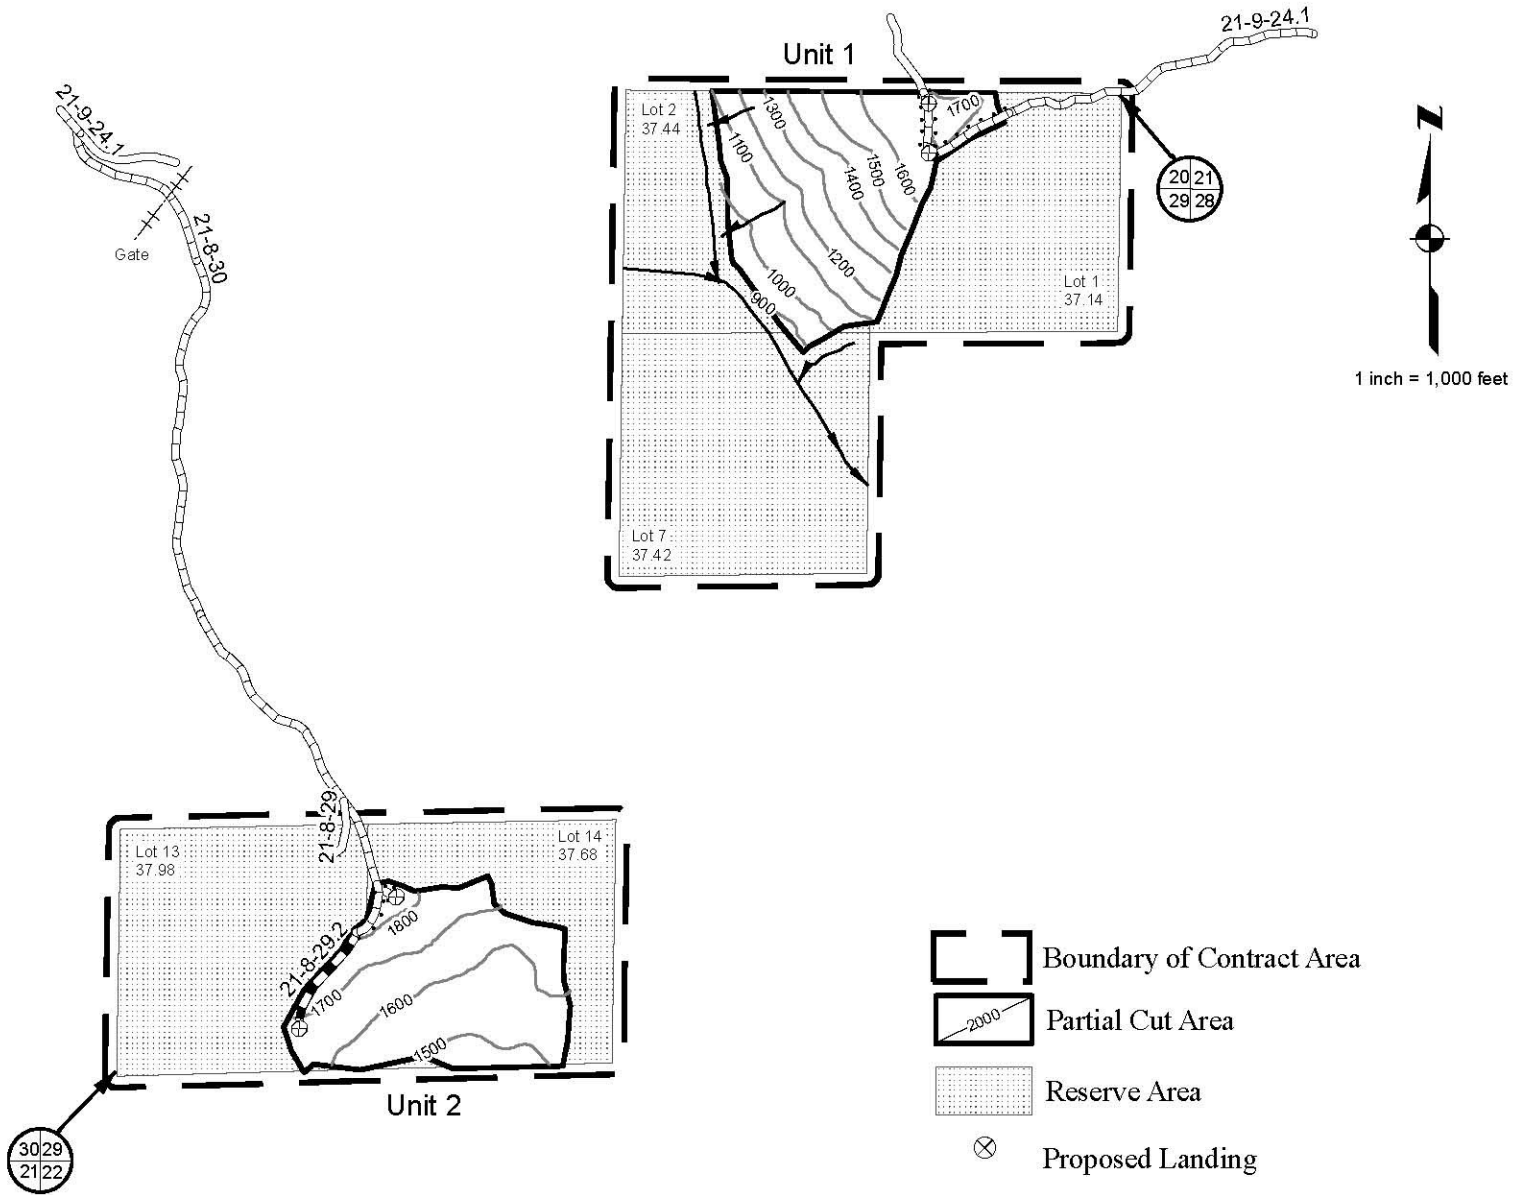 Unit 1
21-9-24.1
21-9-24.1
21-8-30
Gate
Lot 2
37.44
1100
1300
1400
1500
1600
1700
1200
1000
900
20 21
29 28
Lot 1
37.14
N
1 inch = 1,000 feet
Lot 7
37.42
21-8-29
Lot 13
37.98
Lot 14
37.68
21-8-29.2
1800
1700
1600
1500
Unit 2
30 29
21 22
Boundary of Contract Area
2000
Partial Cut Area
Reserve Area
Proposed Landing